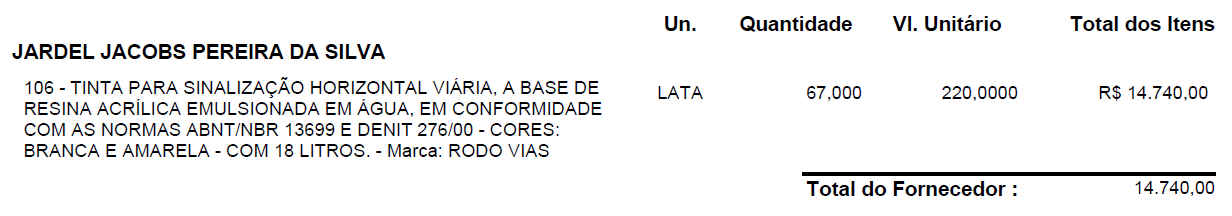 Un. Quantidade Vl. Unitário Total dos Itens
JARDEL JACOBS PEREIRA DA SILVA
106 - TINTA PARA SINALIZAÇÃO HORIZONTAL VIÁRIA, A BASE DE LATA 67,000 220,0000 R$ 14.740,00
RESINA ACRÍLICA EMULSIONADA EM ÁGUA, EM CONFORMIDADE
COM AS NORMAS ABNT/NBR 13699 E DENIT 276/00 - CORES:
BRANCA E AMARELA - COM 18 LITROS. - Marca: RODO VIAS
Total do Fornecedor : 14.740,00